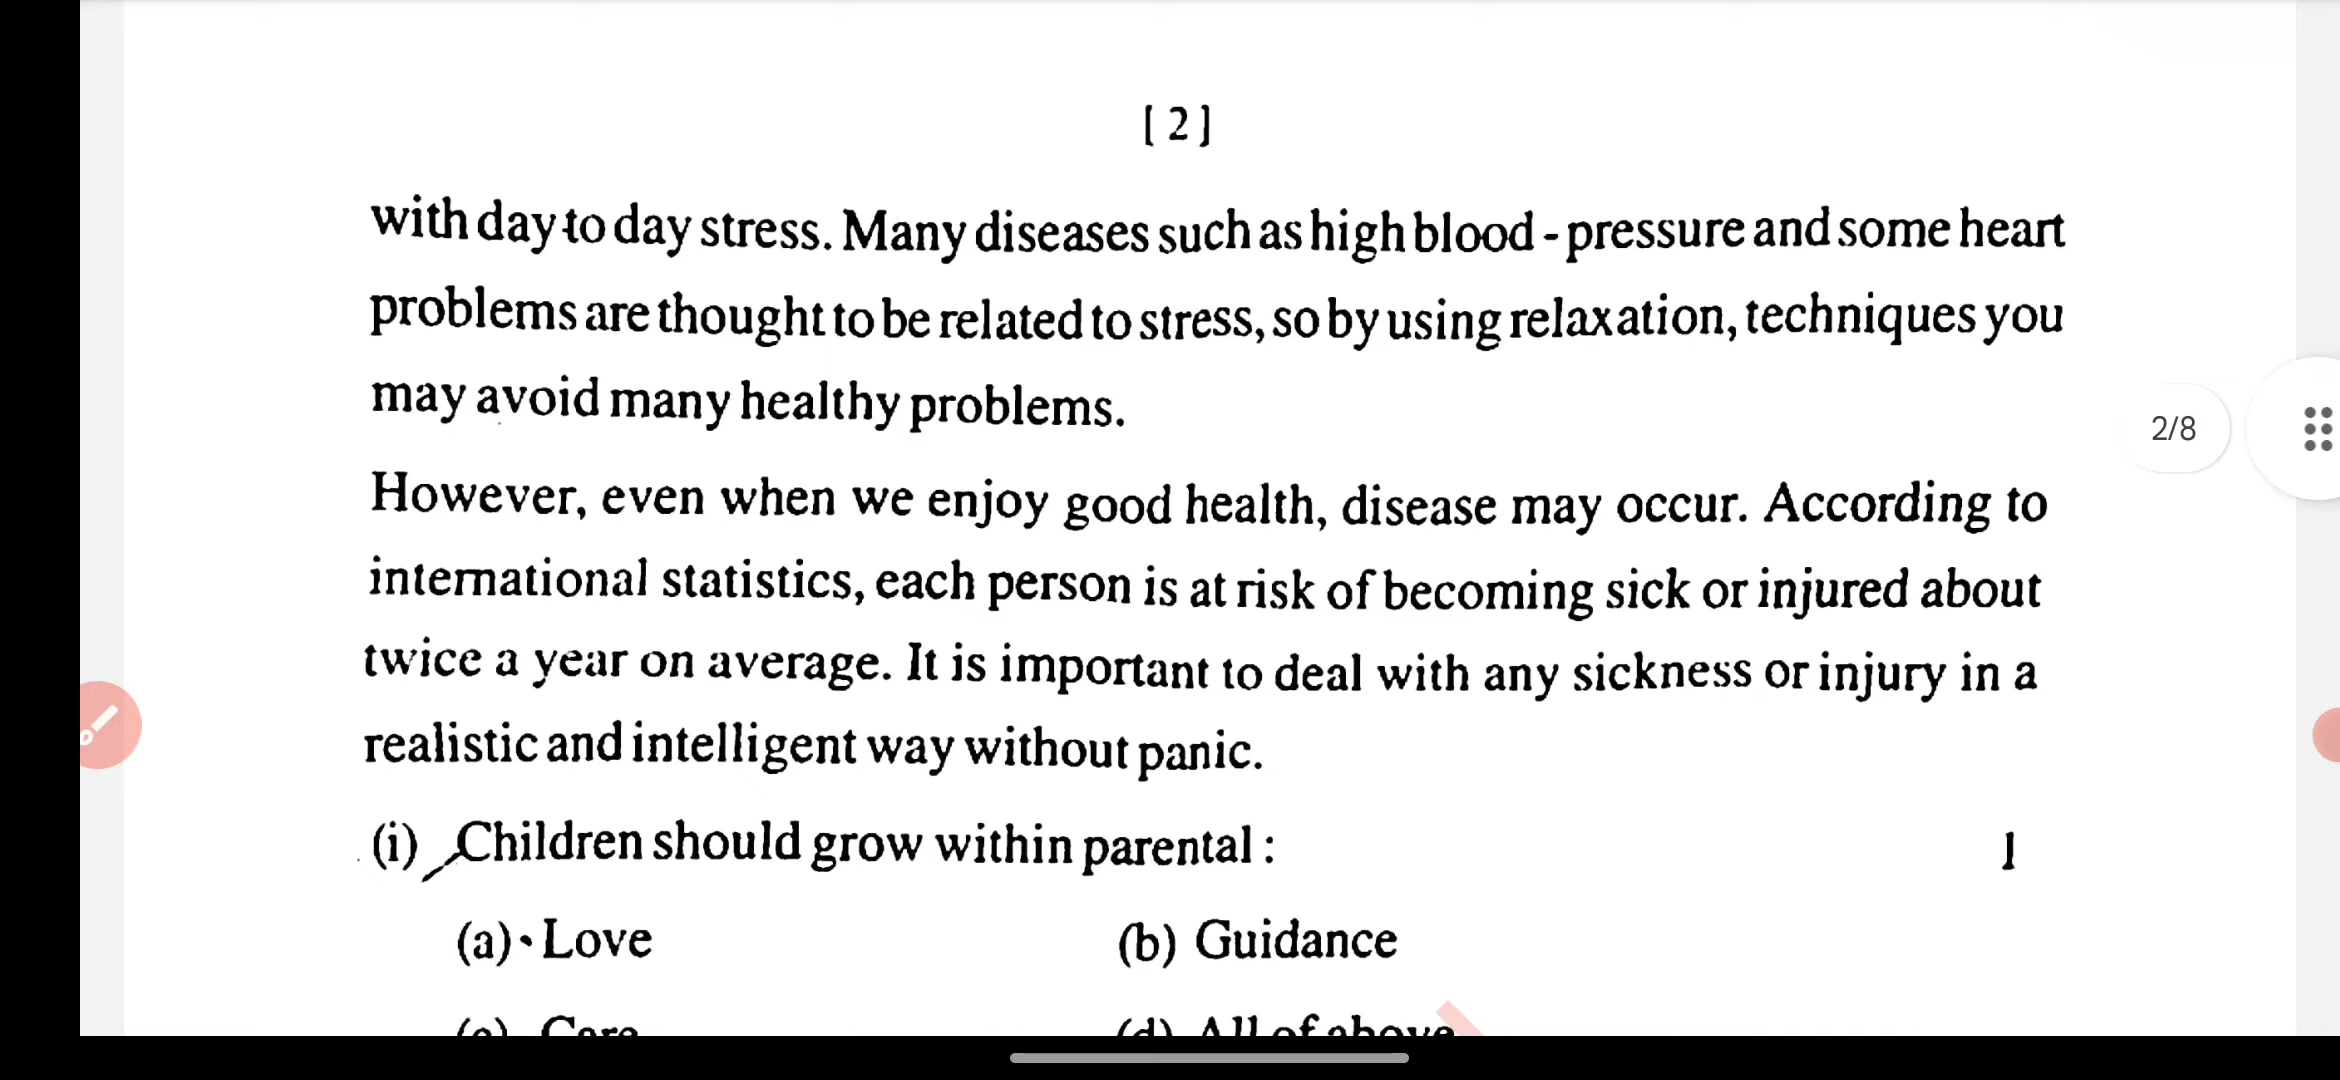 [ 2 ]
with day to day stress. Many diseases such as high blood - pressure and some heart
problems are thought to be related to stress, so by using relaxation, techniques you
may avoid many healthy problems.
2/8
However, even when we enjoy good health, disease may occur. According to
international statistics, each person is at risk of becoming sick or injured about
twice a year on average. It is important to deal with any sickness or injury in a
realistic and intelligent way without panic.
(i) Children should grow within parental : 1
(a) Love (b) Guidance
(c) Care (d) All of above